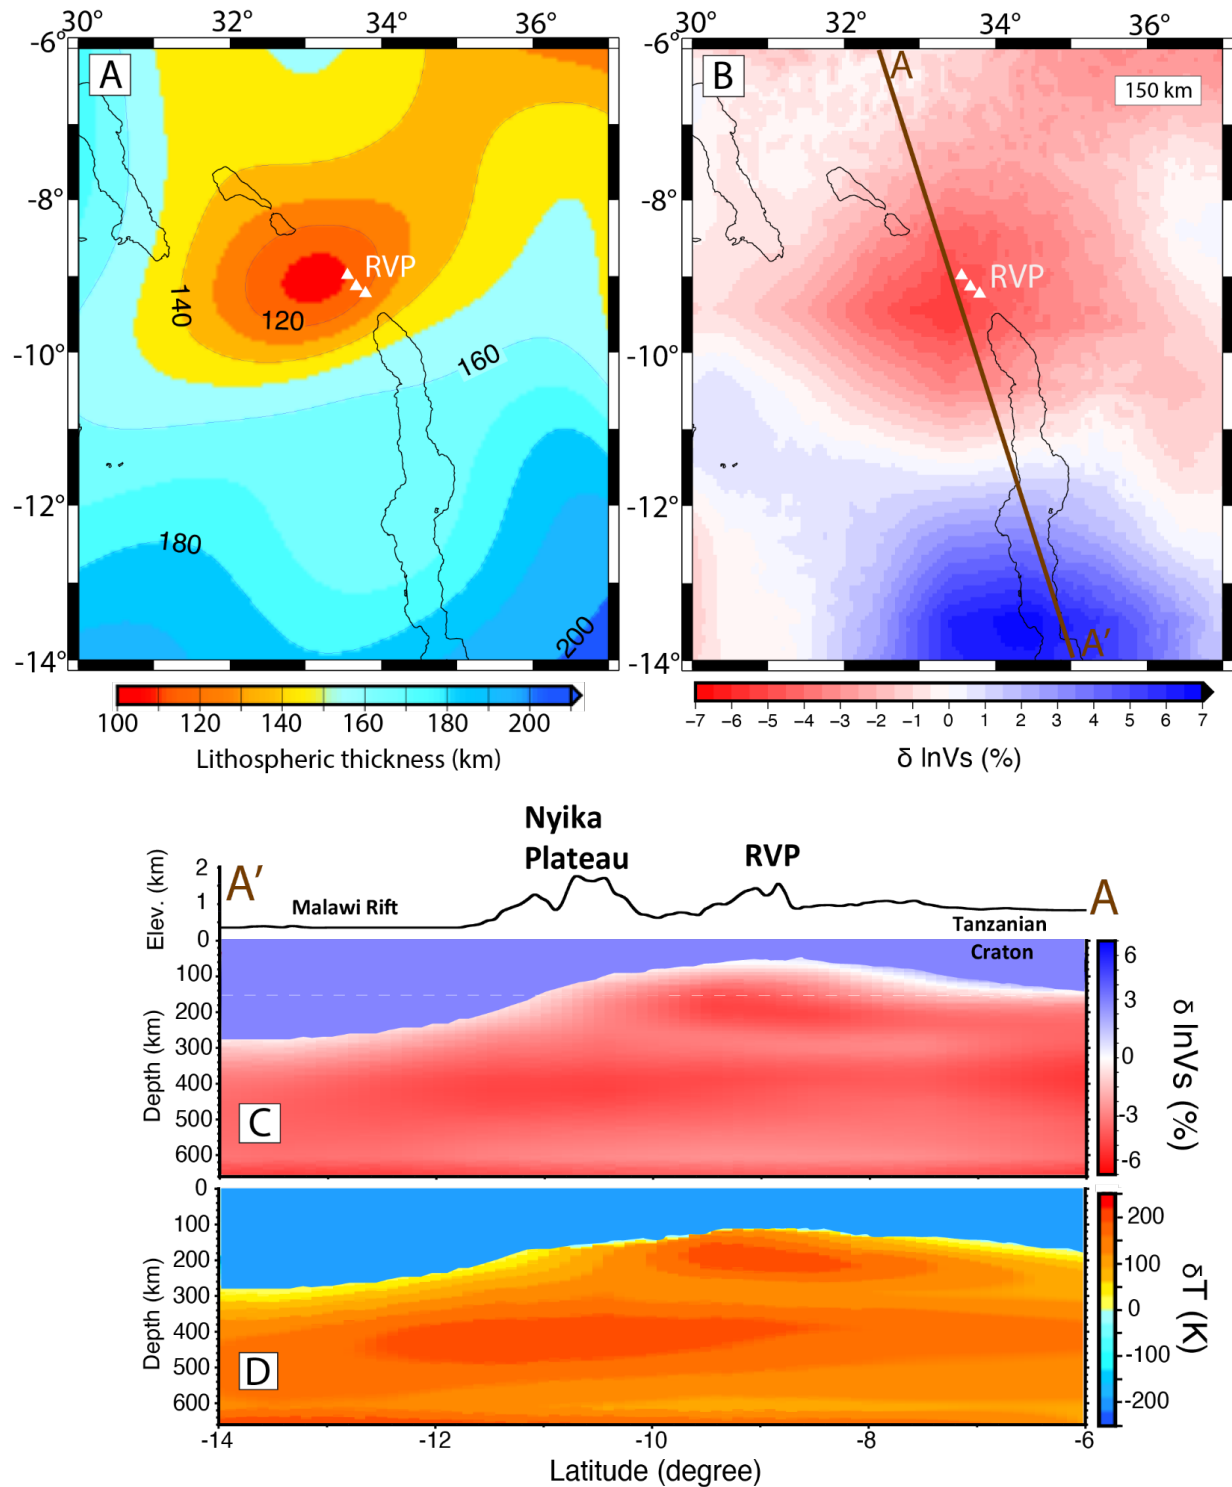 30° 32° 34° 36° 30° 32° 34° 36°
-6° -6°
A B A
150 km
-8° -8°
RVP RVP
140
120
-10° -10°
160
-12° -12°
180
200
A'
-14° -14°
100 120 140 160 180 200
Lithospheric thickness (km)
-7 -6 -5 -4 -3 -2 -1 0 1 2 3 4 5 6 7
δ lnVs (%)
Nyika
Plateau
RVP
A' A
Elev. (km)
2
1
0
Malawi Rift
Tanzanian
Craton
Depth (km)
100
200
300
400
500
600
C
6
3
0
-3
-6
δ lnVs (%)
Depth (km)
0
100
200
300
400
500
600
D
200
100
0
-100
-200
δT (K)
-14 -12 -10 -8 -6
Latitude (degree)